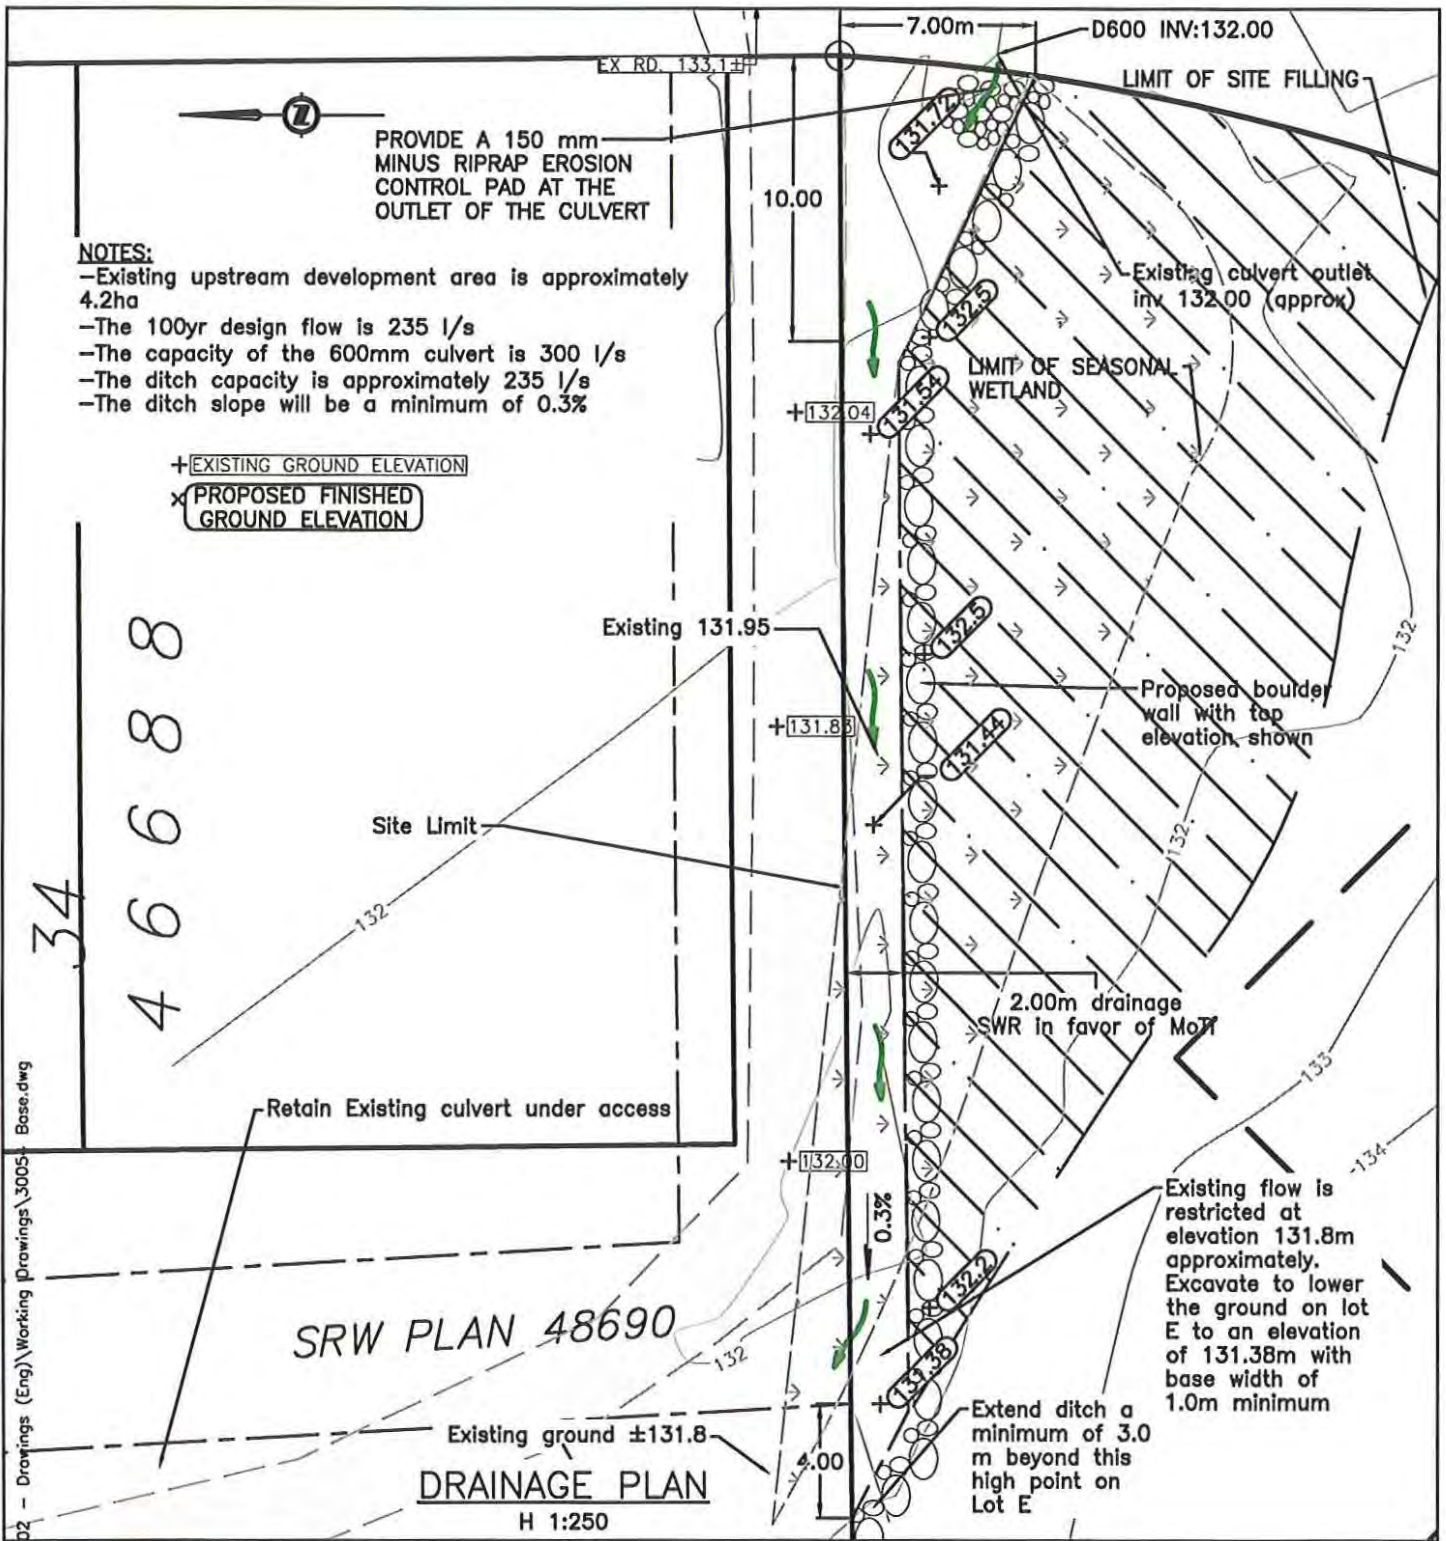 7.00m
D600 INV:132.00
EX RD. 133.1±
LIMIT OF SITE FILLING
Z
PROVIDE A 150 mm
MINUS RIPRAP EROSION
CONTROL PAD AT THE
OUTLET OF THE CULVERT
131.72
10.00
NOTES:
-Existing upstream development area is approximately
4.2ha
-The 100yr design flow is 235 l/s
-The capacity of the 600mm culvert is 300 l/s
-The ditch capacity is approximately 235 l/s
-The ditch slope will be a minimum of 0.3%
Existing culvert outlet
inv 132.00 (approx)
132.5
LIMIT OF SEASONAL
WETLAND
131.54
132.04
EXISTING GROUND ELEVATION
PROPOSED FINISHED
GROUND ELEVATION
Existing 131.95
132.5
132
46688
34
Proposed boulder
wall with top
elevation shown
131.83
131.44
Site Limit
132
132
2.00m drainage
SWR in favor of MoTI
133
Retain Existing culvert under access
134
132.00
0.3%
Existing flow is
restricted at
elevation 131.8m
approximately.
Excavate to lower
the ground on lot
E to an elevation
of 131.38m with
base width of
1.0m minimum
132.2
SRW PLAN 48690
132
131.38
Extend ditch a
minimum of 3.0
m beyond this
high point on
Lot E
Existing ground ±131.8
4.00
DRAINAGE PLAN
H 1:250
02 - Drawings (Eng)\Working Drawings\3005- Base.dwg